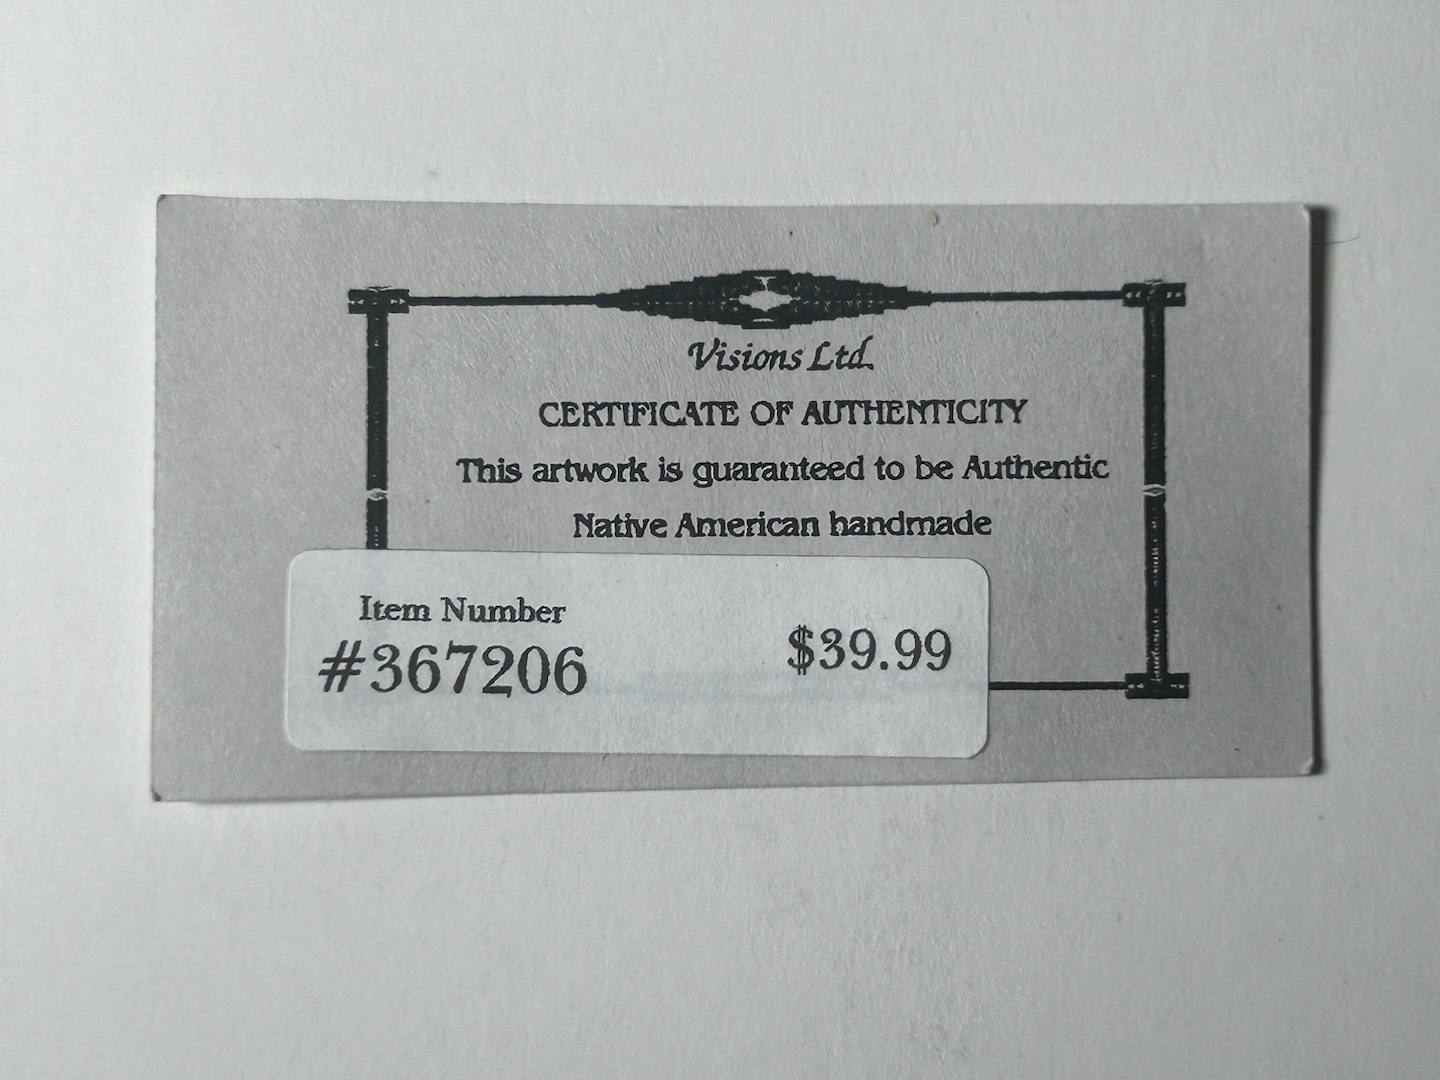 Visions Ltd.
CERTIFICATE OF AUTHENTICITY
This artwork is guaranteed to be Authentic
Native American handmade
Item Number
#367206
$39.99